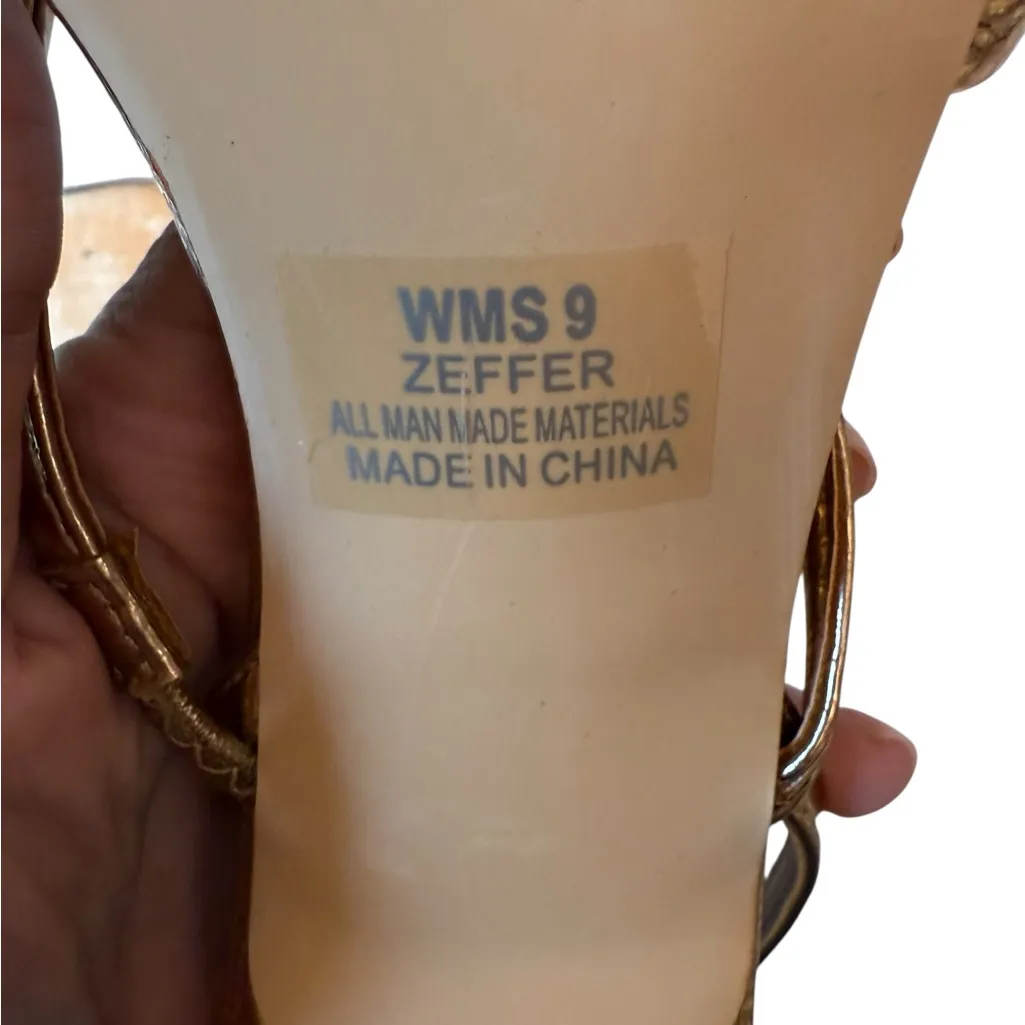 WMS 9
ZEFFER
ALL MAN MADE MATERIALS
MADE IN CHINA